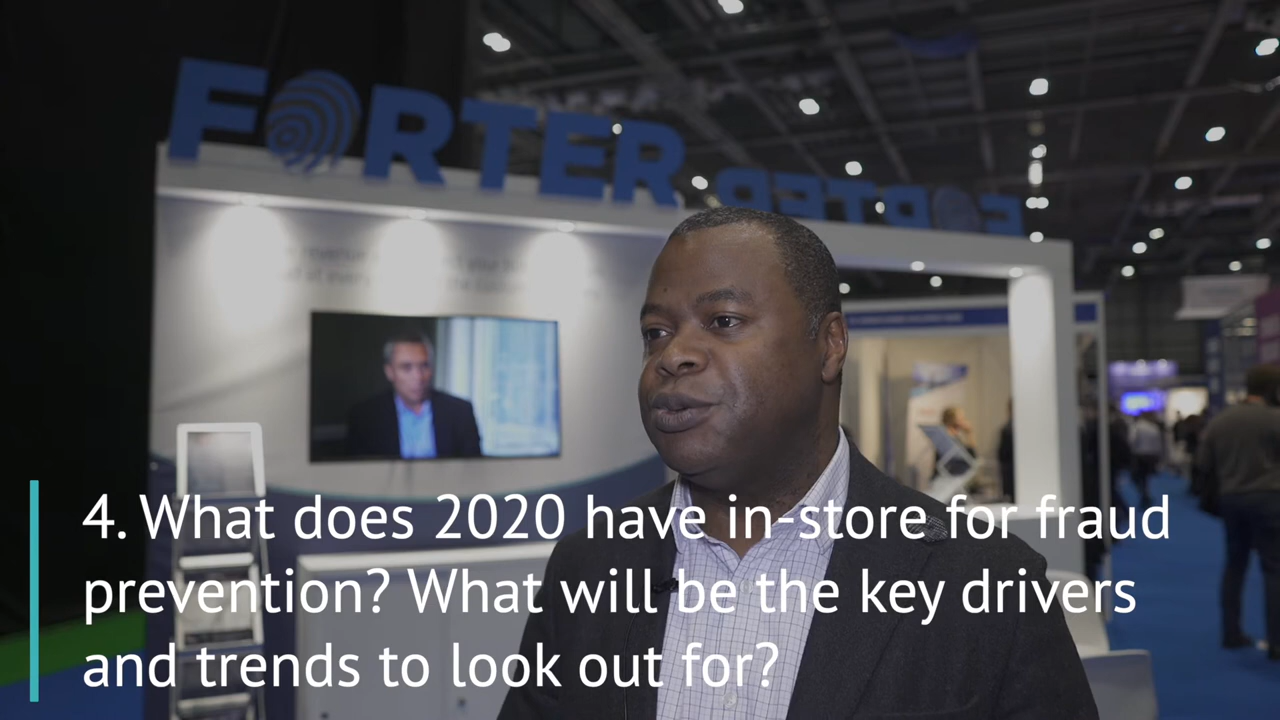 FORTER
FORTER
4. What does 2020 have in-store for fraud
prevention? What will be the key drivers
and trends to look out for?